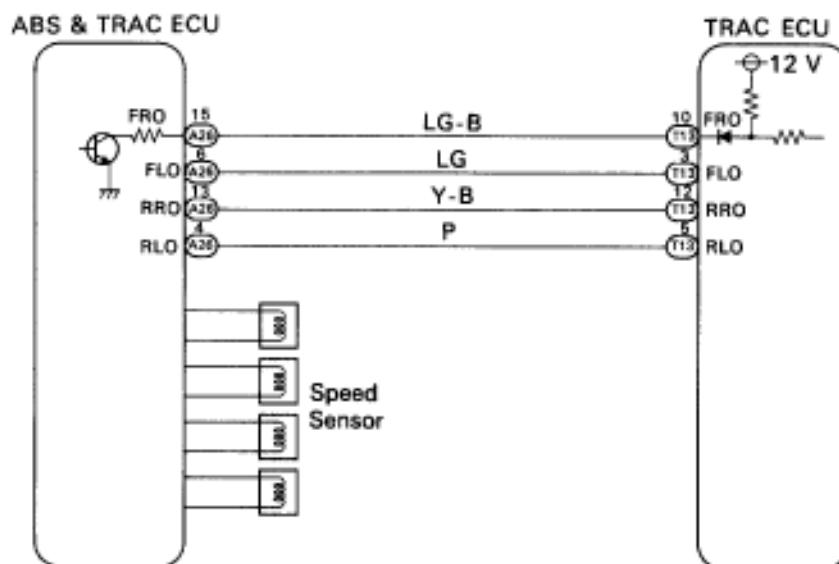 ABS & TRAC ECU
TRAC ECU
12 V
FRO 15 A26 LG-B 10 T13 FRO
FLO 6 A26 LG 3 T13 FLO
RRO 13 A26 Y-B 12 T13 RRO
RLO 4 A26 P 5 T13 RLO
Speed
Sensor